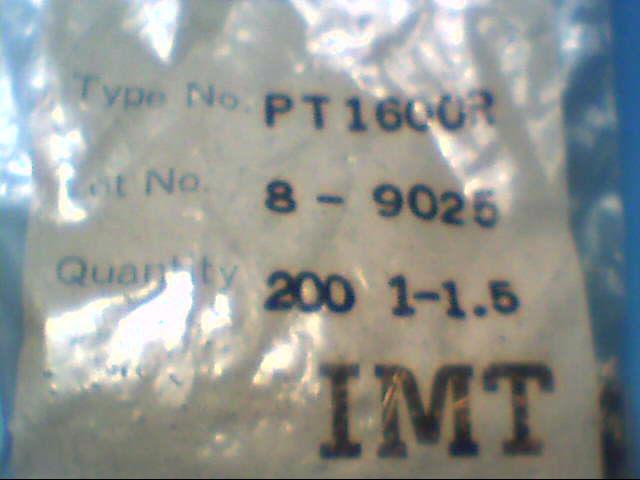 Type No. PT1600R
Lot No. 8-9025
Quantity 200 1-1.5
IMT